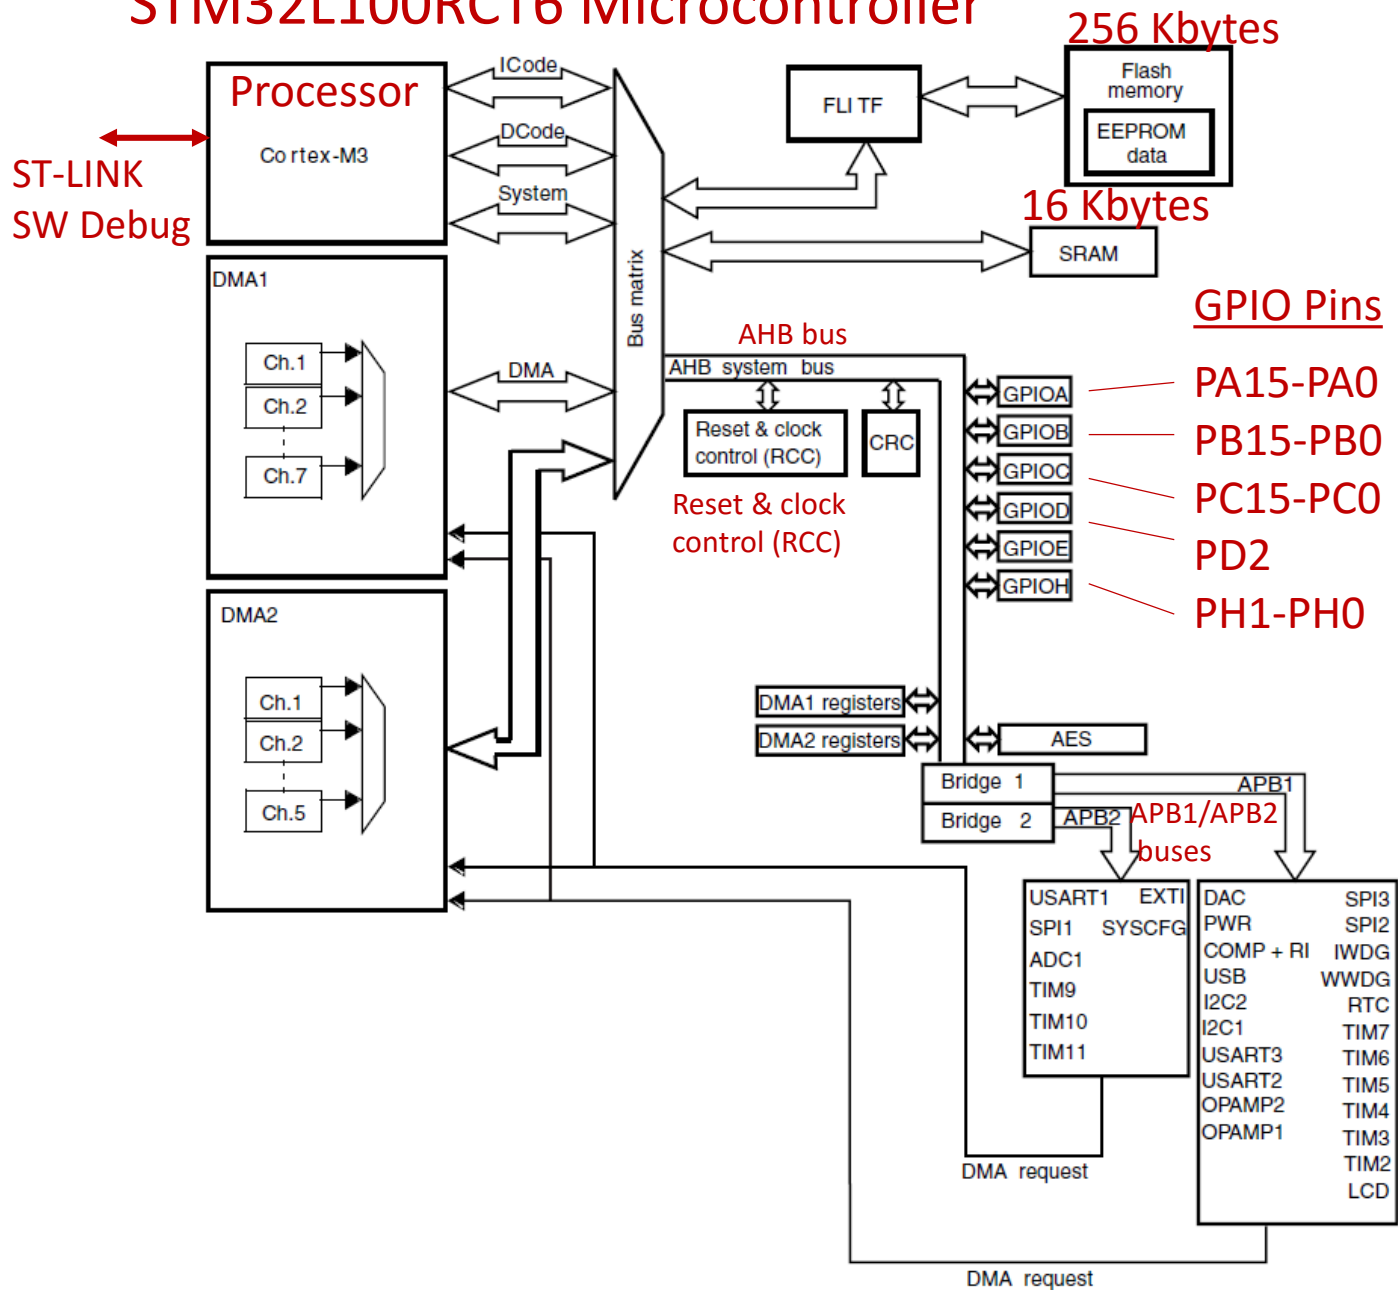 STM32L100RCT6 Microcontroller
256 Kbytes
Processor
Cortex-M3
ST-LINK
SW Debug
ICode
DCode
System
Bus matrix
FLITF
Flash
memory
EEPROM
data
16 Kbytes
SRAM
DMA1
Ch.1
Ch.2
Ch.7
DMA
AHB bus
AHB system bus
Reset & clock
control (RCC)
CRC
Reset & clock
control (RCC)
GPIO Pins
GPIOA
PA15-PA0
GPIOB
PB15-PB0
GPIOC
PC15-PC0
GPIOD
PD2
GPIOE
GPIOH
PH1-PH0
DMA2
Ch.1
Ch.2
Ch.5
DMA1 registers
DMA2 registers
AES
Bridge 1
Bridge 2
APB1
APB2
APB1/APB2
buses
USART1 EXTI
SPI1 SYSCFG
ADC1
TIM9
TIM10
TIM11
DAC SPI3
PWR SPI2
COMP + RI IWDG
USB WWDG
I2C2 RTC
I2C1 TIM7
USART3 TIM6
USART2 TIM5
OPAMP2 TIM4
OPAMP1 TIM3
TIM2
LCD
DMA request
DMA request